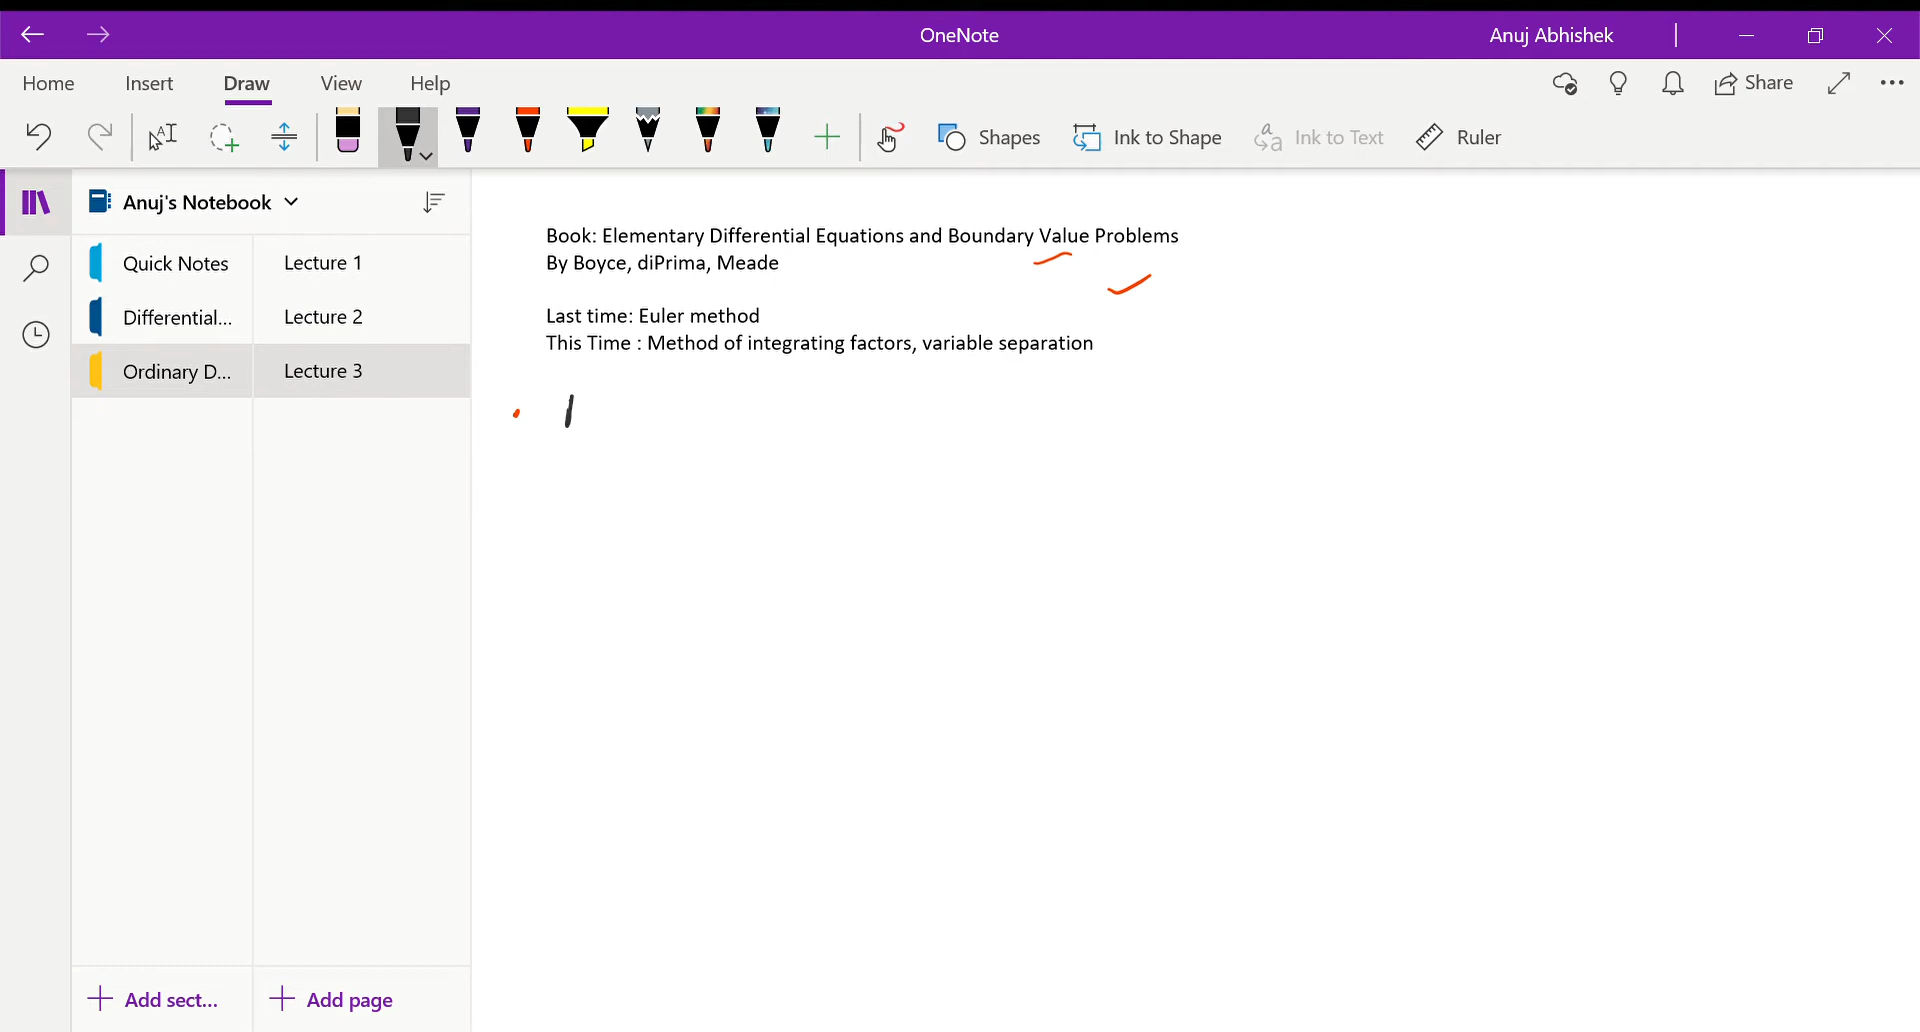 OneNote
Anuj Abhishek
Home Insert Draw View Help
Share
Shapes Ink to Shape Ink to Text Ruler
Anuj's Notebook
Quick Notes
Differential...
Ordinary D...
Lecture 1
Lecture 2
Lecture 3
Book: Elementary Differential Equations and Boundary Value Problems
By Boyce, diPrima, Meade
Last time: Euler method
This Time : Method of integrating factors, variable separation
Add sect...
Add page